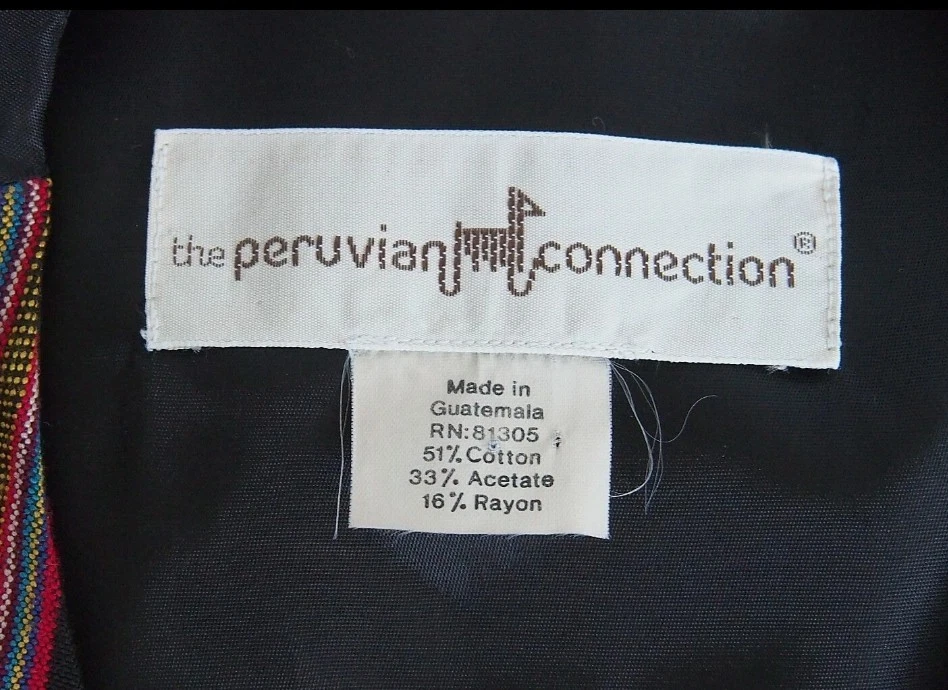 the peruvian connection®
Made in
Guatemala
RN:81305
51% Cotton
33% Acetate
16% Rayon